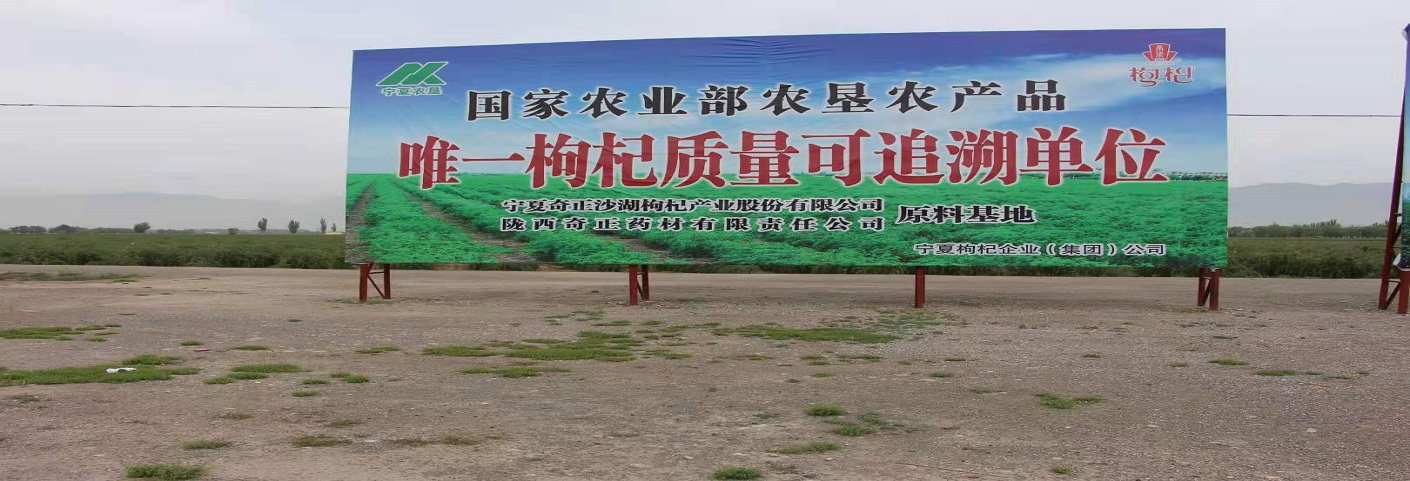 宁夏农垦
枸杞
国家农业部农垦农产品
唯一枸杞质量可追溯单位
宁夏奇正沙湖枸杞产业股份有限公司
陇西奇正药材有限责任公司
原料基地
宁夏枸杞企业（集团）公司